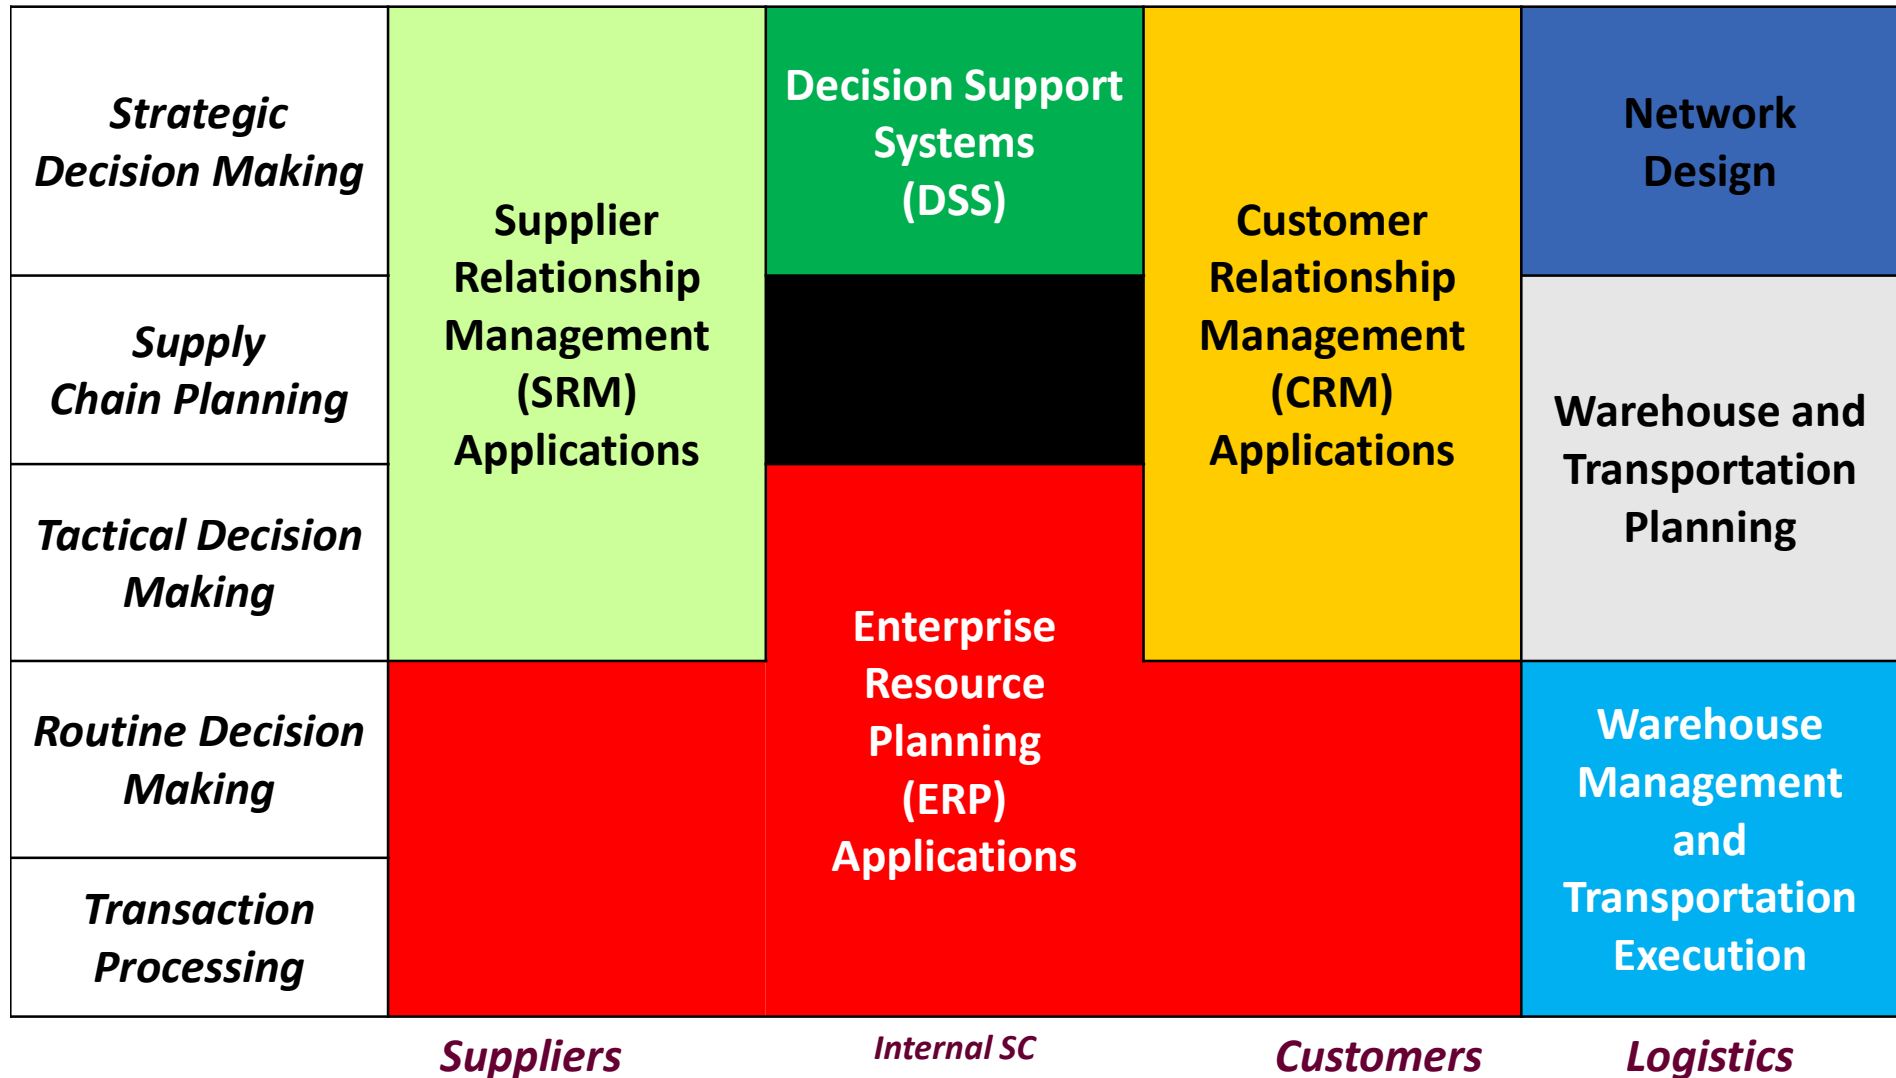 Strategic
Decision Making
Supplier
Relationship
Management
(SRM)
Applications
Decision Support
Systems
(DSS)
Customer
Relationship
Management
(CRM)
Applications
Network
Design
Supply
Chain Planning
Warehouse and
Transportation
Planning
Tactical Decision
Making
Enterprise
Resource
Planning
(ERP)
Applications
Routine Decision
Making
Warehouse
Management
and
Transportation
Execution
Transaction
Processing
Suppliers
Internal SC
Customers
Logistics